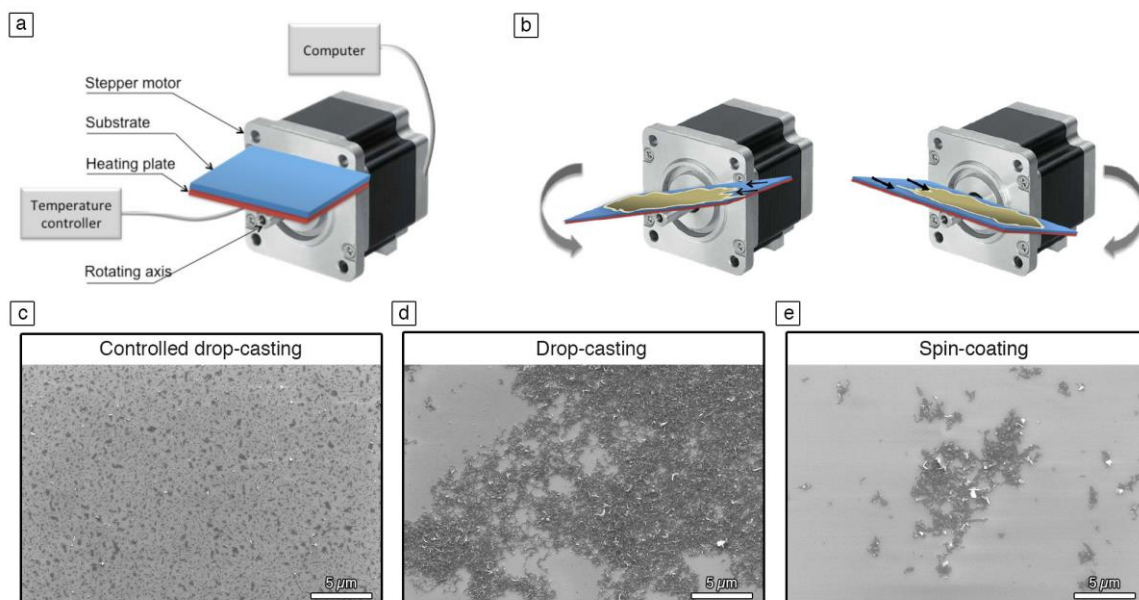 a
Computer
Stepper motor
Substrate
Heating plate
Temperature
controller
Rotating axis
b
c
Controlled drop-casting
5 µm
d
Drop-casting
5 µm
e
Spin-coating
5 µm